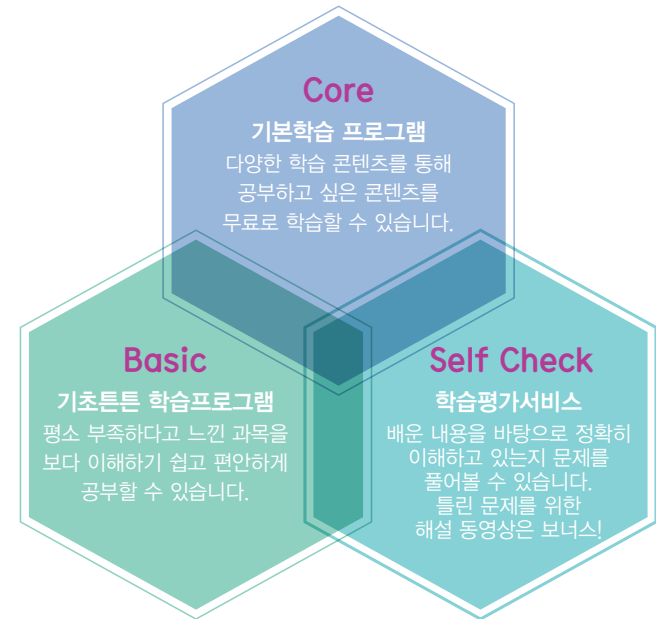 Core
기본학습 프로그램
다양한 학습 콘텐츠를 통해
공부하고 싶은 콘텐츠를
무료로 학습할 수 있습니다.
Basic
기초튼튼 학습프로그램
평소 부족하다고 느낀 과목을
보다 이해하기 쉽고 편안하게
공부할 수 있습니다.
Self Check
학습평가서비스
배운 내용을 바탕으로 정확히
이해하고 있는지 문제를
풀어볼 수 있습니다.
틀린 문제를 위한
해설 동영상은 보너스!